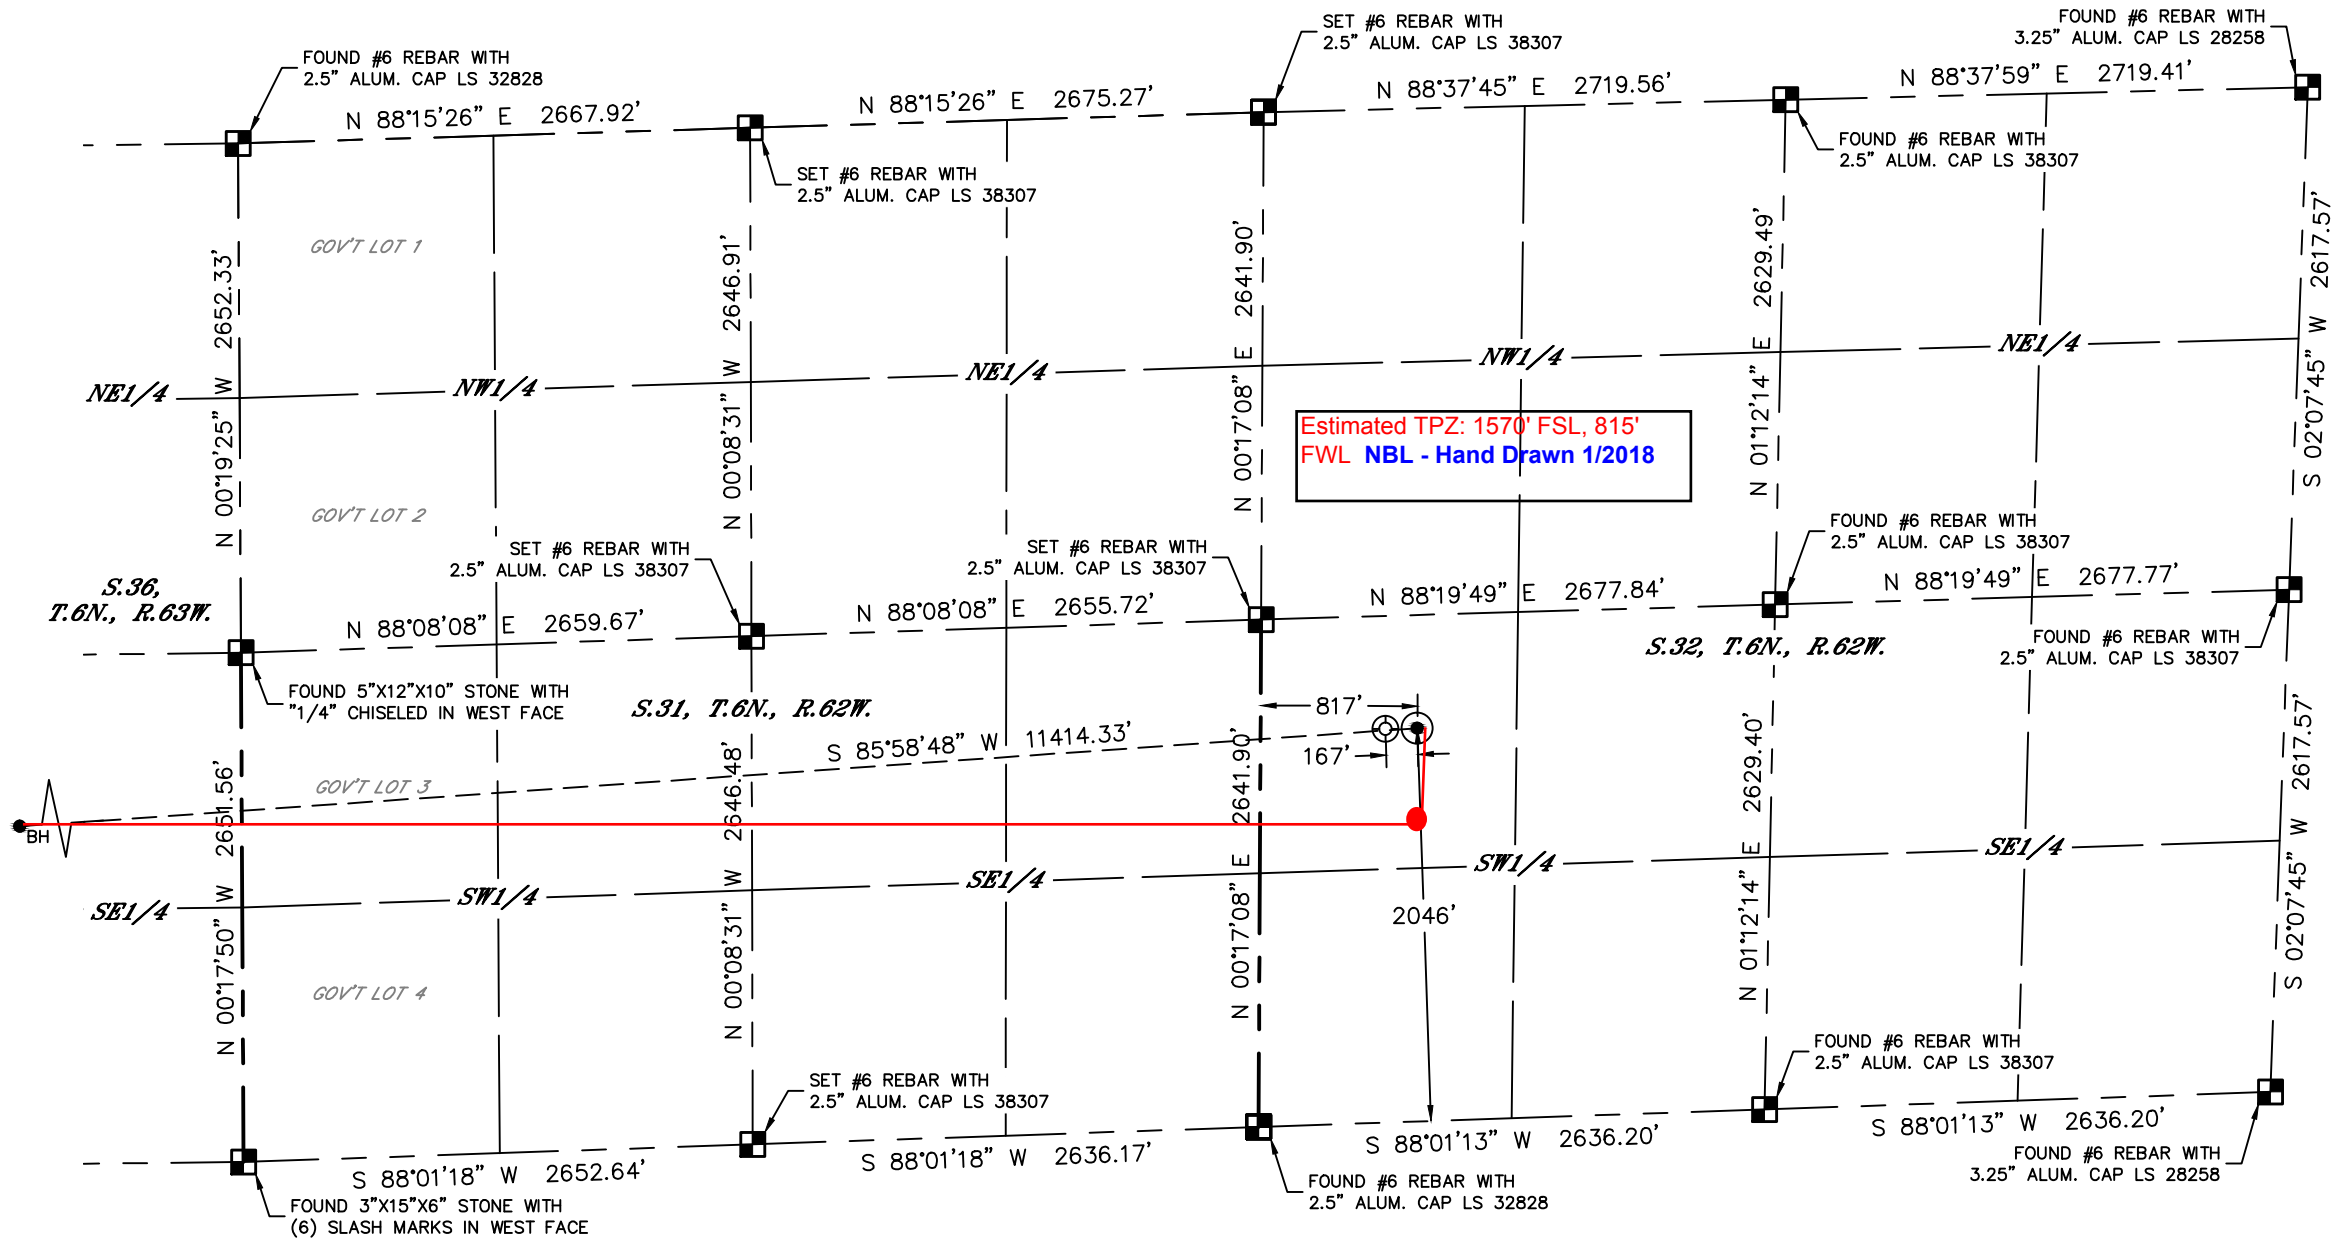 SET #6 REBAR WITH
2.5" ALUM. CAP LS 38307
FOUND #6 REBAR WITH
3.25" ALUM. CAP LS 28258
FOUND #6 REBAR WITH
2.5" ALUM. CAP LS 32828
N 88°15'26" E 2667.92'
N 88°15'26" E 2675.27'
N 88°37'45" E 2719.56'
N 88°37'59" E 2719.41'
SET #6 REBAR WITH
2.5" ALUM. CAP LS 38307
FOUND #6 REBAR WITH
2.5" ALUM. CAP LS 38307
GOV'T LOT 1
N 00°19'25" W 2652.33'
N 00°08'31" W 2646.91'
N 00°17'08" E 2641.90'
N 01°12'14" E 2629.49'
S 02°07'45" W 2617.57'
NE1/4
NW1/4
NE1/4
NW1/4
NE1/4
Estimated TPZ: 1570' FSL, 815'
FWL NBL - Hand Drawn 1/2018
GOV'T LOT 2
SET #6 REBAR WITH
2.5" ALUM. CAP LS 38307
SET #6 REBAR WITH
2.5" ALUM. CAP LS 38307
FOUND #6 REBAR WITH
2.5" ALUM. CAP LS 38307
S.36,
T.6N., R.63W.
N 88°08'08" E 2659.67'
N 88°08'08" E 2655.72'
N 88°19'49" E 2677.84'
N 88°19'49" E 2677.77'
FOUND #6 REBAR WITH
2.5" ALUM. CAP LS 38307
S.32, T.6N., R.62W.
FOUND 5"X12"X10" STONE WITH
"1/4" CHISELED IN WEST FACE
S.31, T.6N., R.62W.
817'
S 85°58'48" W 11414.33'
167'
GOV'T LOT 3
BH
N 00°17'50" W 2651.56'
N 00°08'31" W 2646.48'
N 00°17'08" E 2641.90'
N 01°12'14" E 2629.40'
S 02°07'45" W 2617.57'
SE1/4
SW1/4
SE1/4
SW1/4
SE1/4
2046'
GOV'T LOT 4
SET #6 REBAR WITH
2.5" ALUM. CAP LS 38307
FOUND #6 REBAR WITH
2.5" ALUM. CAP LS 38307
S 88°01'18" W 2652.64'
S 88°01'18" W 2636.17'
S 88°01'13" W 2636.20'
S 88°01'13" W 2636.20'
FOUND #6 REBAR WITH
3.25" ALUM. CAP LS 28258
FOUND #6 REBAR WITH
2.5" ALUM. CAP LS 32828
FOUND 3"X15"X6" STONE WITH
(6) SLASH MARKS IN WEST FACE